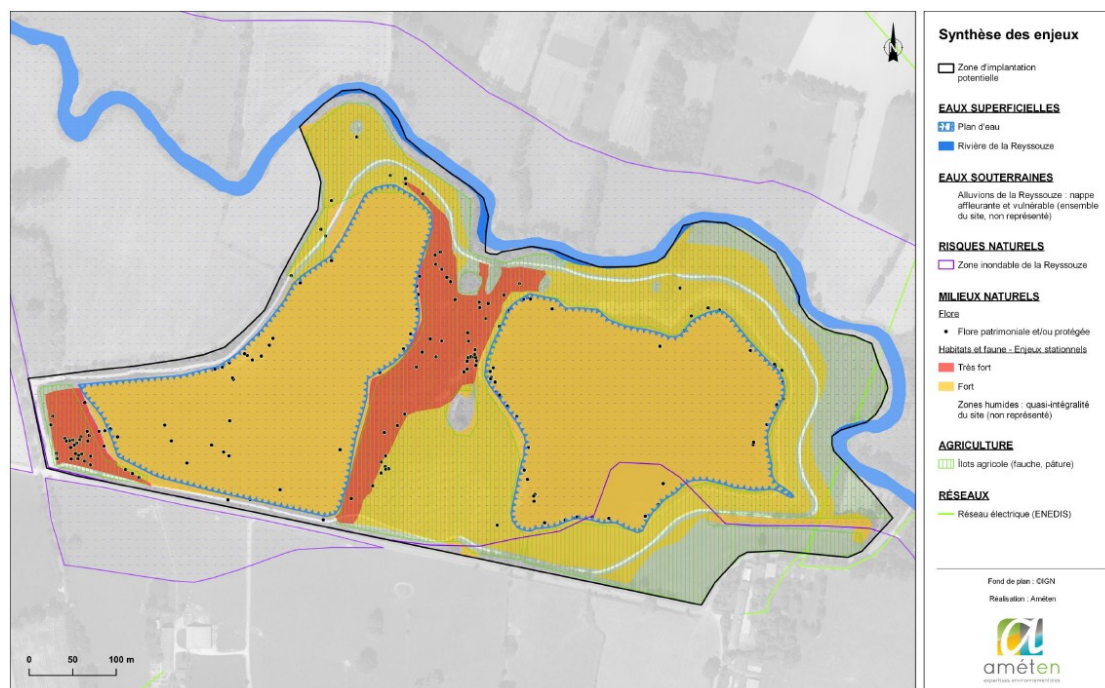 N
0 50 100 m
Synthèse des enjeux
Zone d'implantation
potentielle
EAUX SUPERFICIELLES
Plan d'eau
Rivière de la Reyssouze
EAUX SOUTERRAINES
Alluvions de la Reyssouze : nappe
affleurante et vulnérable (ensemble
du site, non représenté)
RISQUES NATURELS
Zone inondable de la Reyssouze
MILIEUX NATURELS
Flore
Flore patrimoniale et/ou protégée
Habitats et faune - Enjeux stationnels
Très fort
Fort
Zones humides : quasi-intégralité
du site (non représenté)
AGRICULTURE
Îlots agricole (fauche, pâture)
RÉSEAUX
Réseau électrique (ENEDIS)
Fond de plan : ©IGN
Réalisation : Améten
a
améten
expertises environnementales